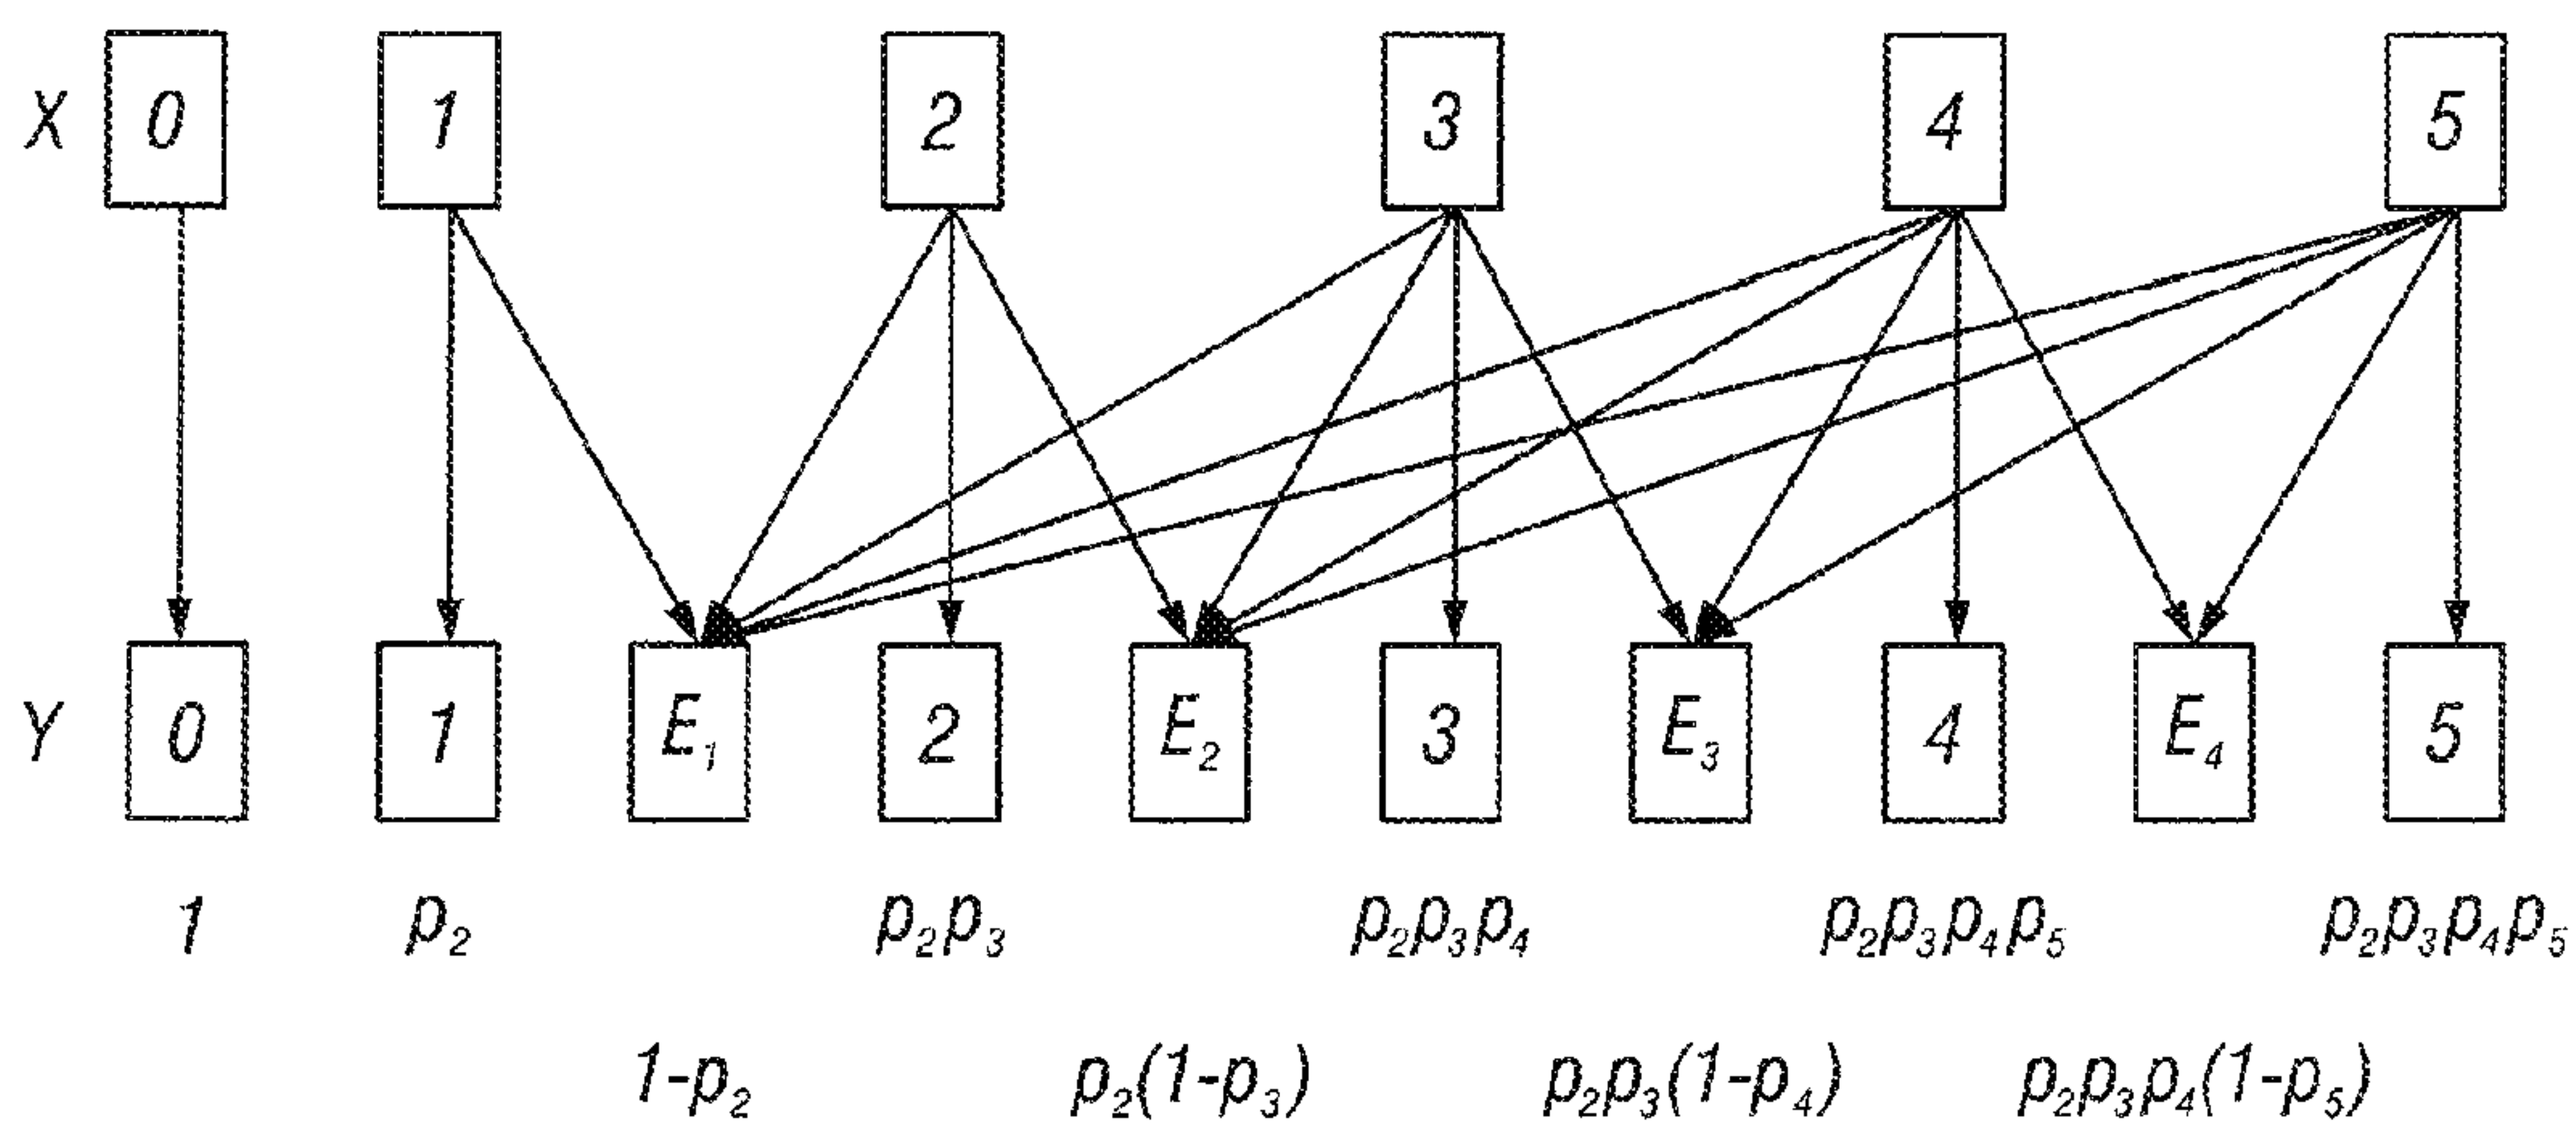 X 0 1 2 3 4 5
Y 0 1 E₁ 2 E₂ 3 E₃ 4 E₄ 5
1 p₂ p₂p₃ p₂p₃p₄ p₂p₃p₄p₅ p₂p₃p₄p₅
1-p₂ p₂(1-p₃) p₂p₃(1-p₄) p₂p₃p₄(1-p₅)